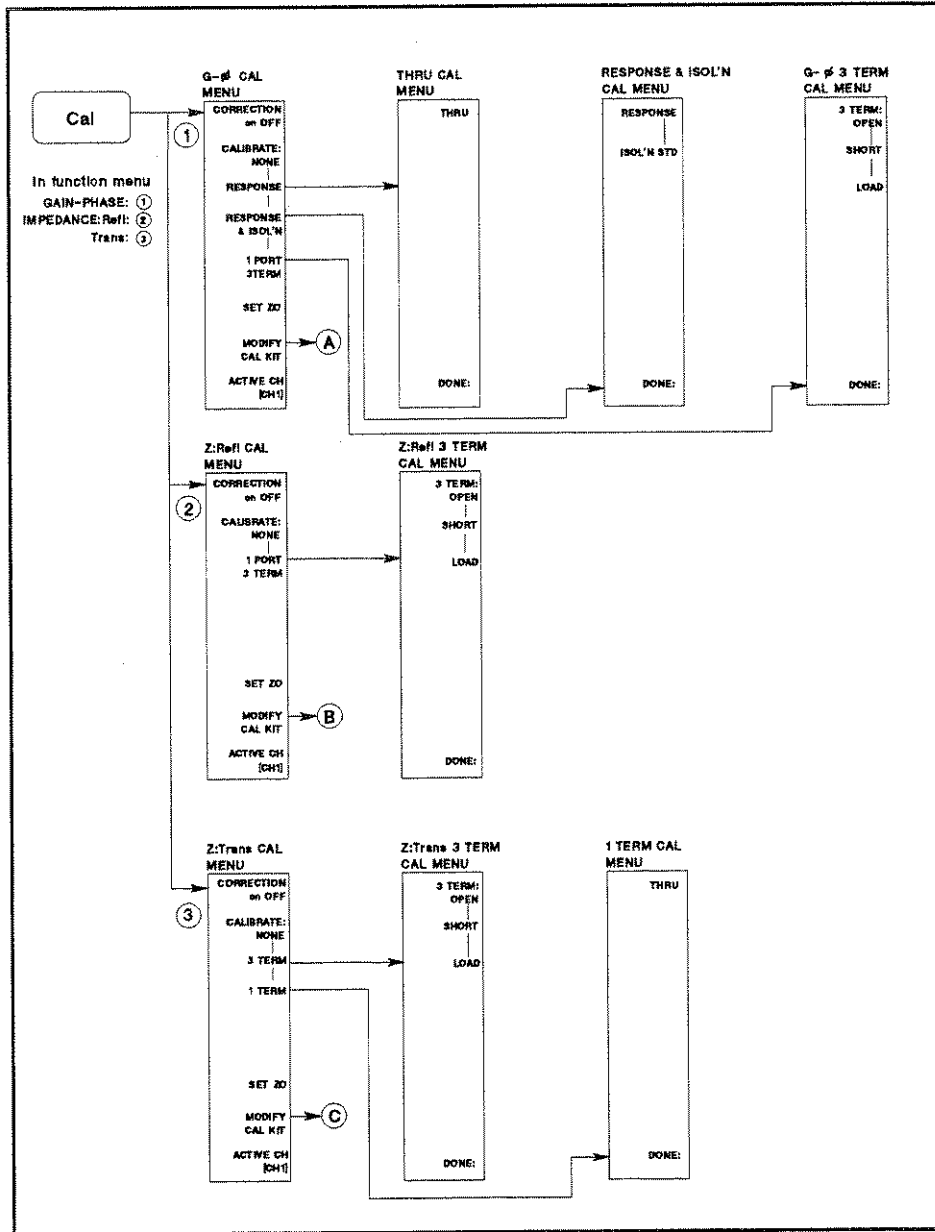 Cal
In function menu
GAIN-PHASE: ①
IMPEDANCE:Refl: ②
Trans: ③
①
G-ø CAL
MENU
CORRECTION
on OFF
CALIBRATE:
NONE
RESPONSE
RESPONSE
& ISOL'N
1 PORT
3TERM
SET ZO
MODIFY
CAL KIT
Ⓐ
ACTIVE CH
[CH1]
THRU CAL
MENU
THRU
DONE:
RESPONSE & ISOL'N
CAL MENU
RESPONSE
ISOL'N STD
DONE:
G-ø 3 TERM
CAL MENU
3 TERM:
OPEN
SHORT
LOAD
DONE:
②
Z:Refl CAL
MENU
CORRECTION
on OFF
CALIBRATE:
NONE
1 PORT
3 TERM
SET ZO
MODIFY
CAL KIT
Ⓑ
ACTIVE CH
[CH1]
Z:Refl 3 TERM
CAL MENU
3 TERM:
OPEN
SHORT
LOAD
DONE:
③
Z:Trans CAL
MENU
CORRECTION
on OFF
CALIBRATE:
NONE
3 TERM
1 TERM
SET ZO
MODIFY
CAL KIT
Ⓒ
ACTIVE CH
[CH1]
Z:Trans 3 TERM
CAL MENU
3 TERM:
OPEN
SHORT
LOAD
DONE:
1 TERM CAL
MENU
THRU
DONE: